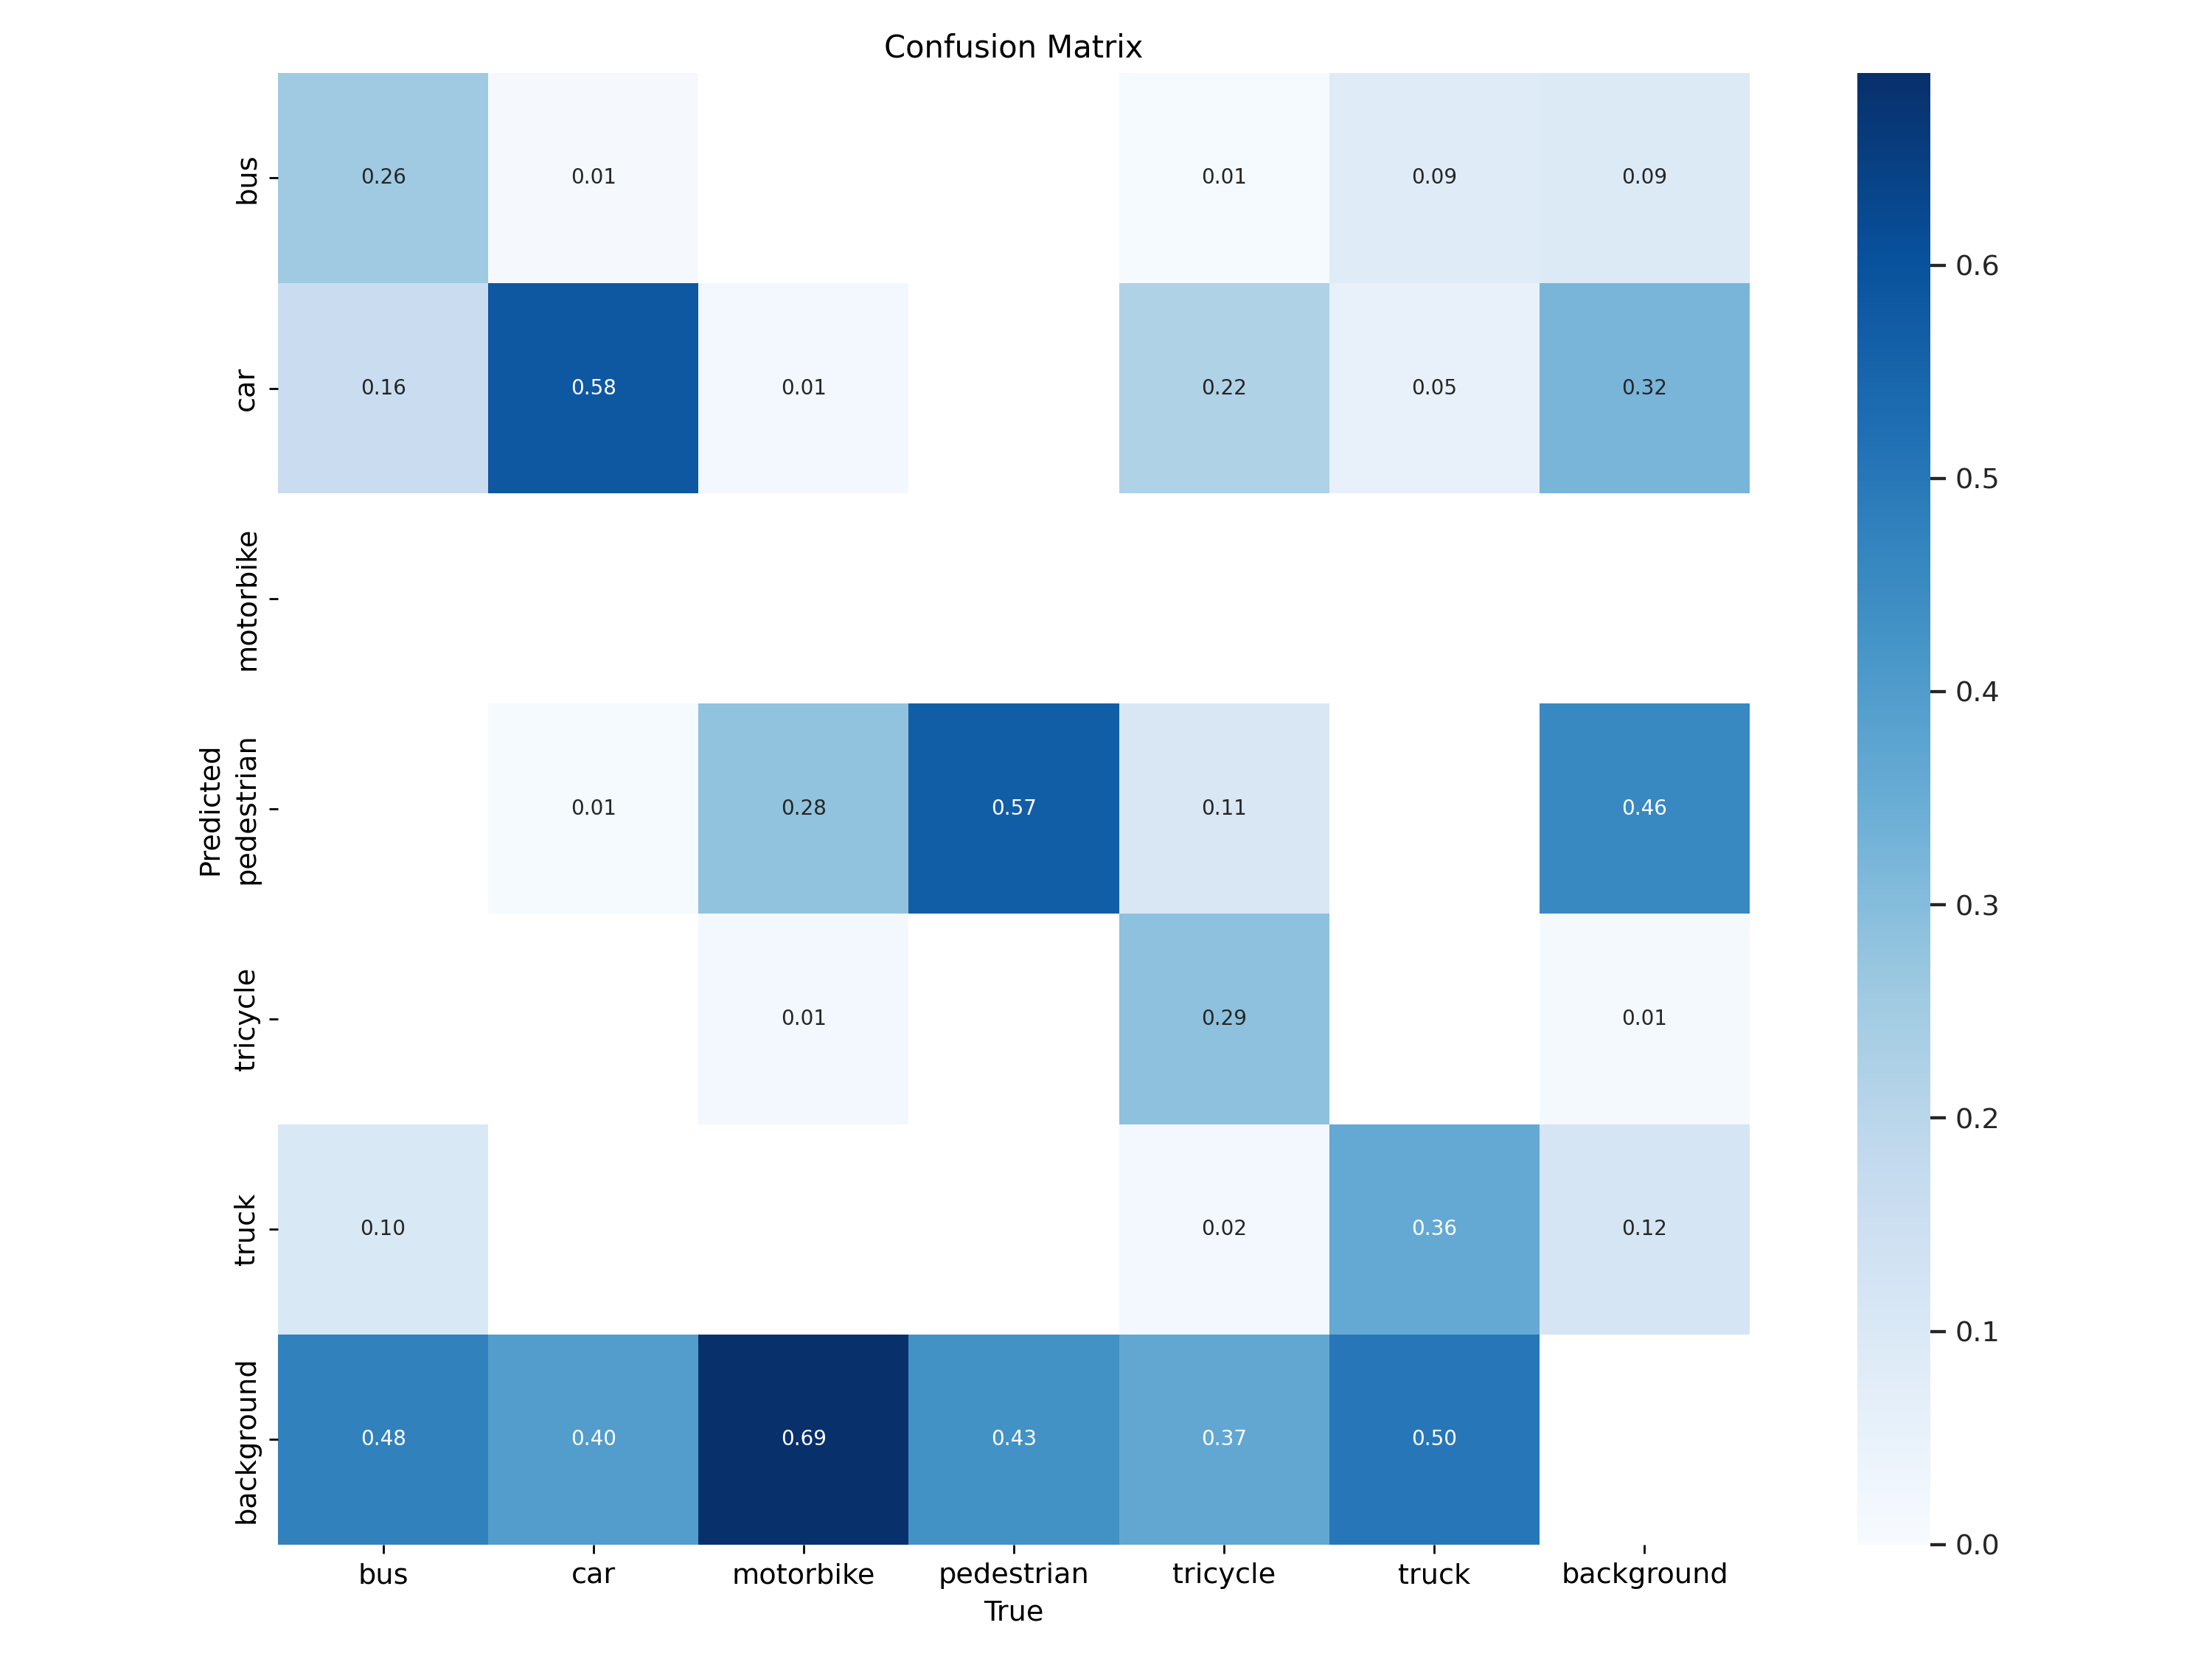 Confusion Matrix
bus
0.26
0.01
0.01
0.09
0.09
car
0.16
0.58
0.01
0.22
0.05
0.32
motorbike
Predicted
pedestrian
0.01
0.28
0.57
0.11
0.46
tricycle
0.01
0.29
0.01
truck
0.10
0.02
0.36
0.12
background
0.48
0.40
0.69
0.43
0.37
0.50
bus
car
motorbike
pedestrian
tricycle
truck
background
True
0.6
0.5
0.4
0.3
0.2
0.1
0.0